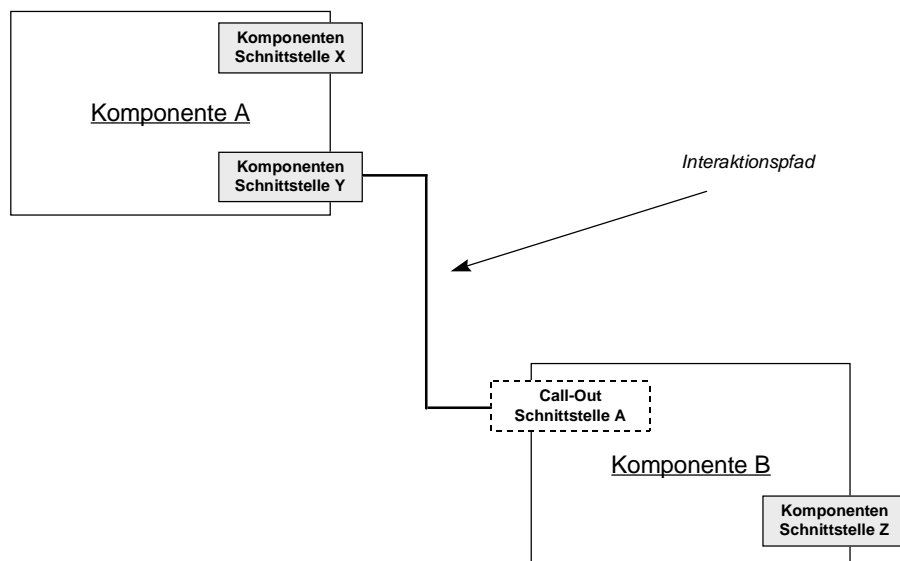 Komponenten
Schnittstelle X
Komponente A
Komponenten
Schnittstelle Y
Interaktionspfad
Call-Out
Schnittstelle A
Komponente B
Komponenten
Schnittstelle Z